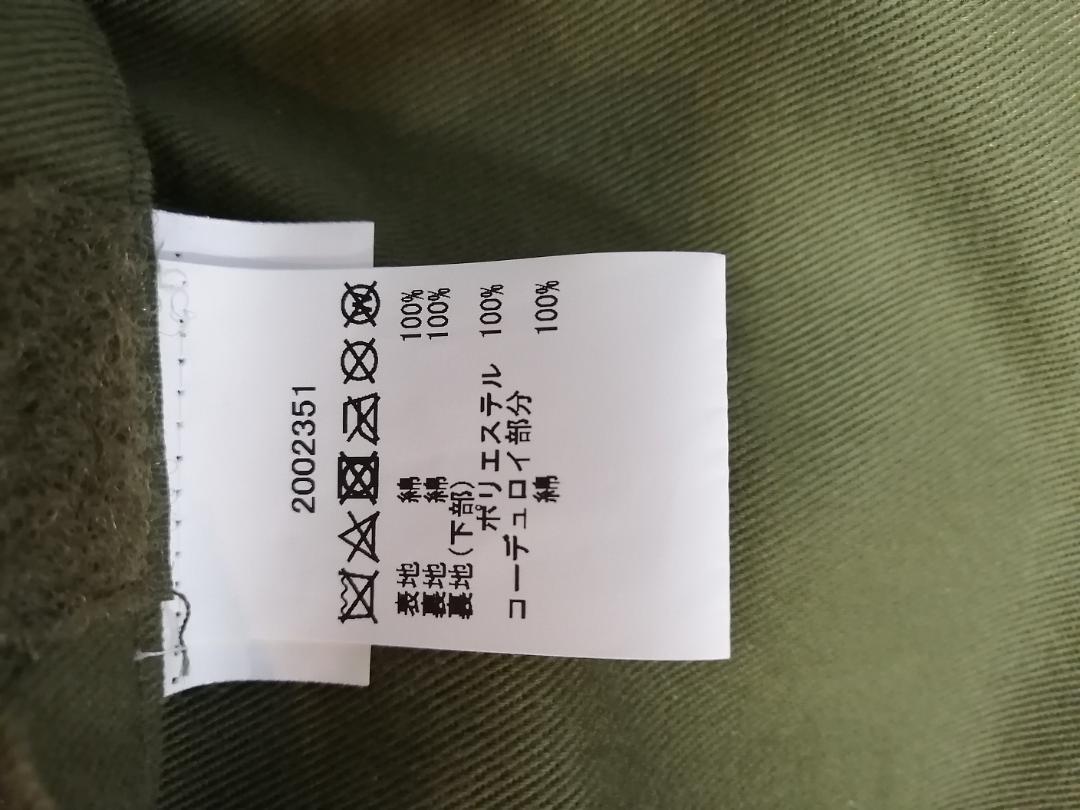 2002351
表地 綿 100%
裏地 綿 100%
裏地(下部)
ポリエステル 100%
コーデュロイ部分
綿 100%